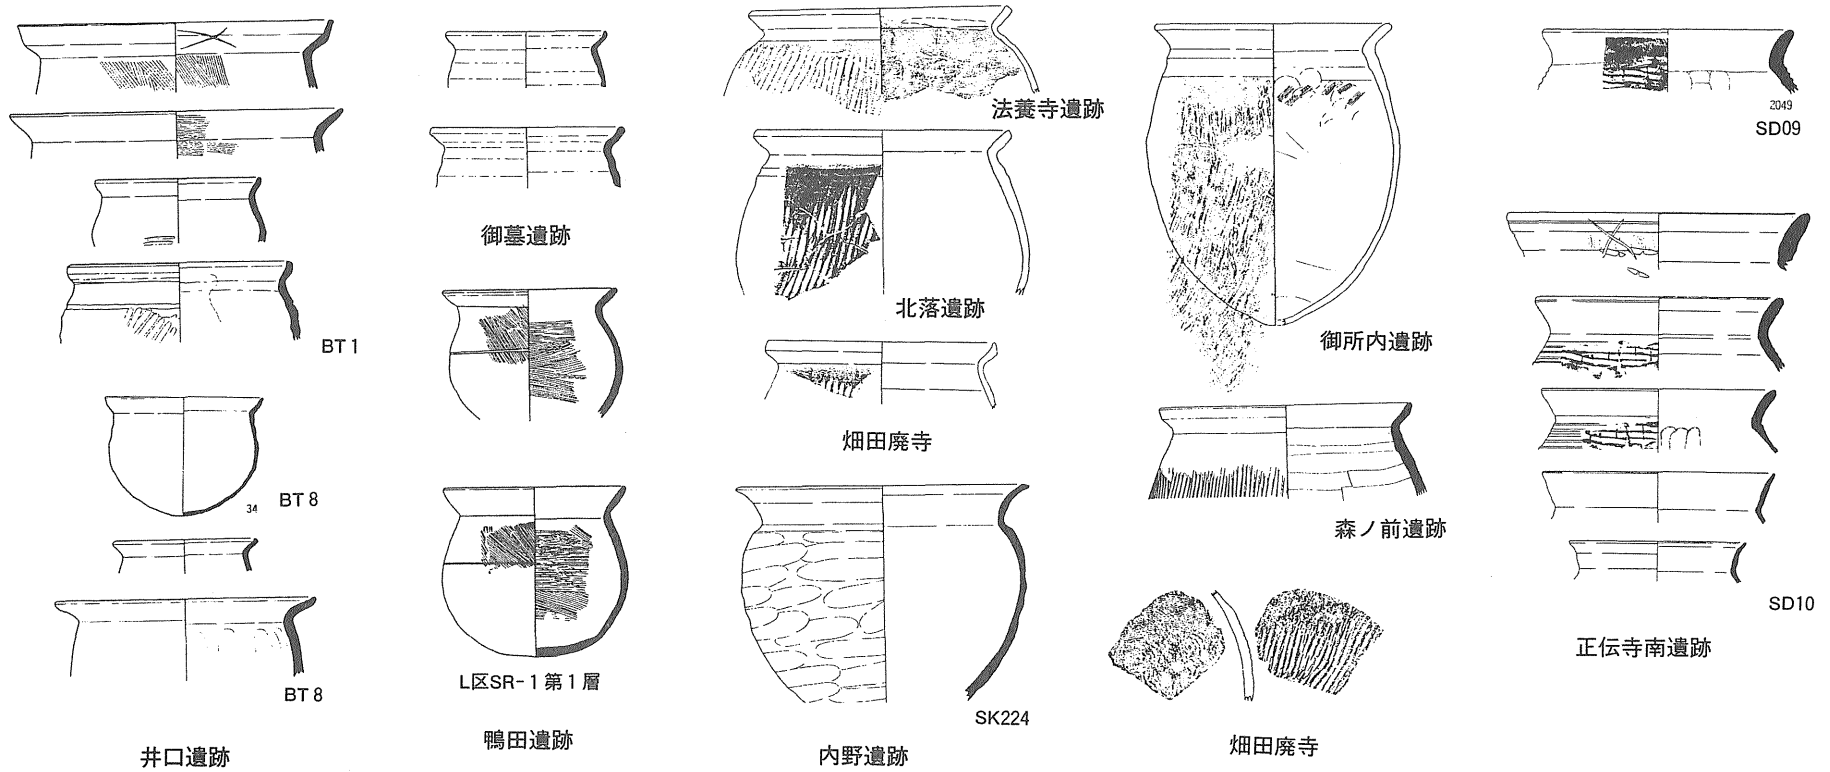 BT 1
34
BT 8
BT 8
井口遺跡
御墓遺跡
L区SR-1 第1層
鴨田遺跡
法養寺遺跡
北落遺跡
畑田廃寺
SK224
内野遺跡
御所内遺跡
森ノ前遺跡
畑田廃寺
2049
SD09
SD10
正伝寺南遺跡